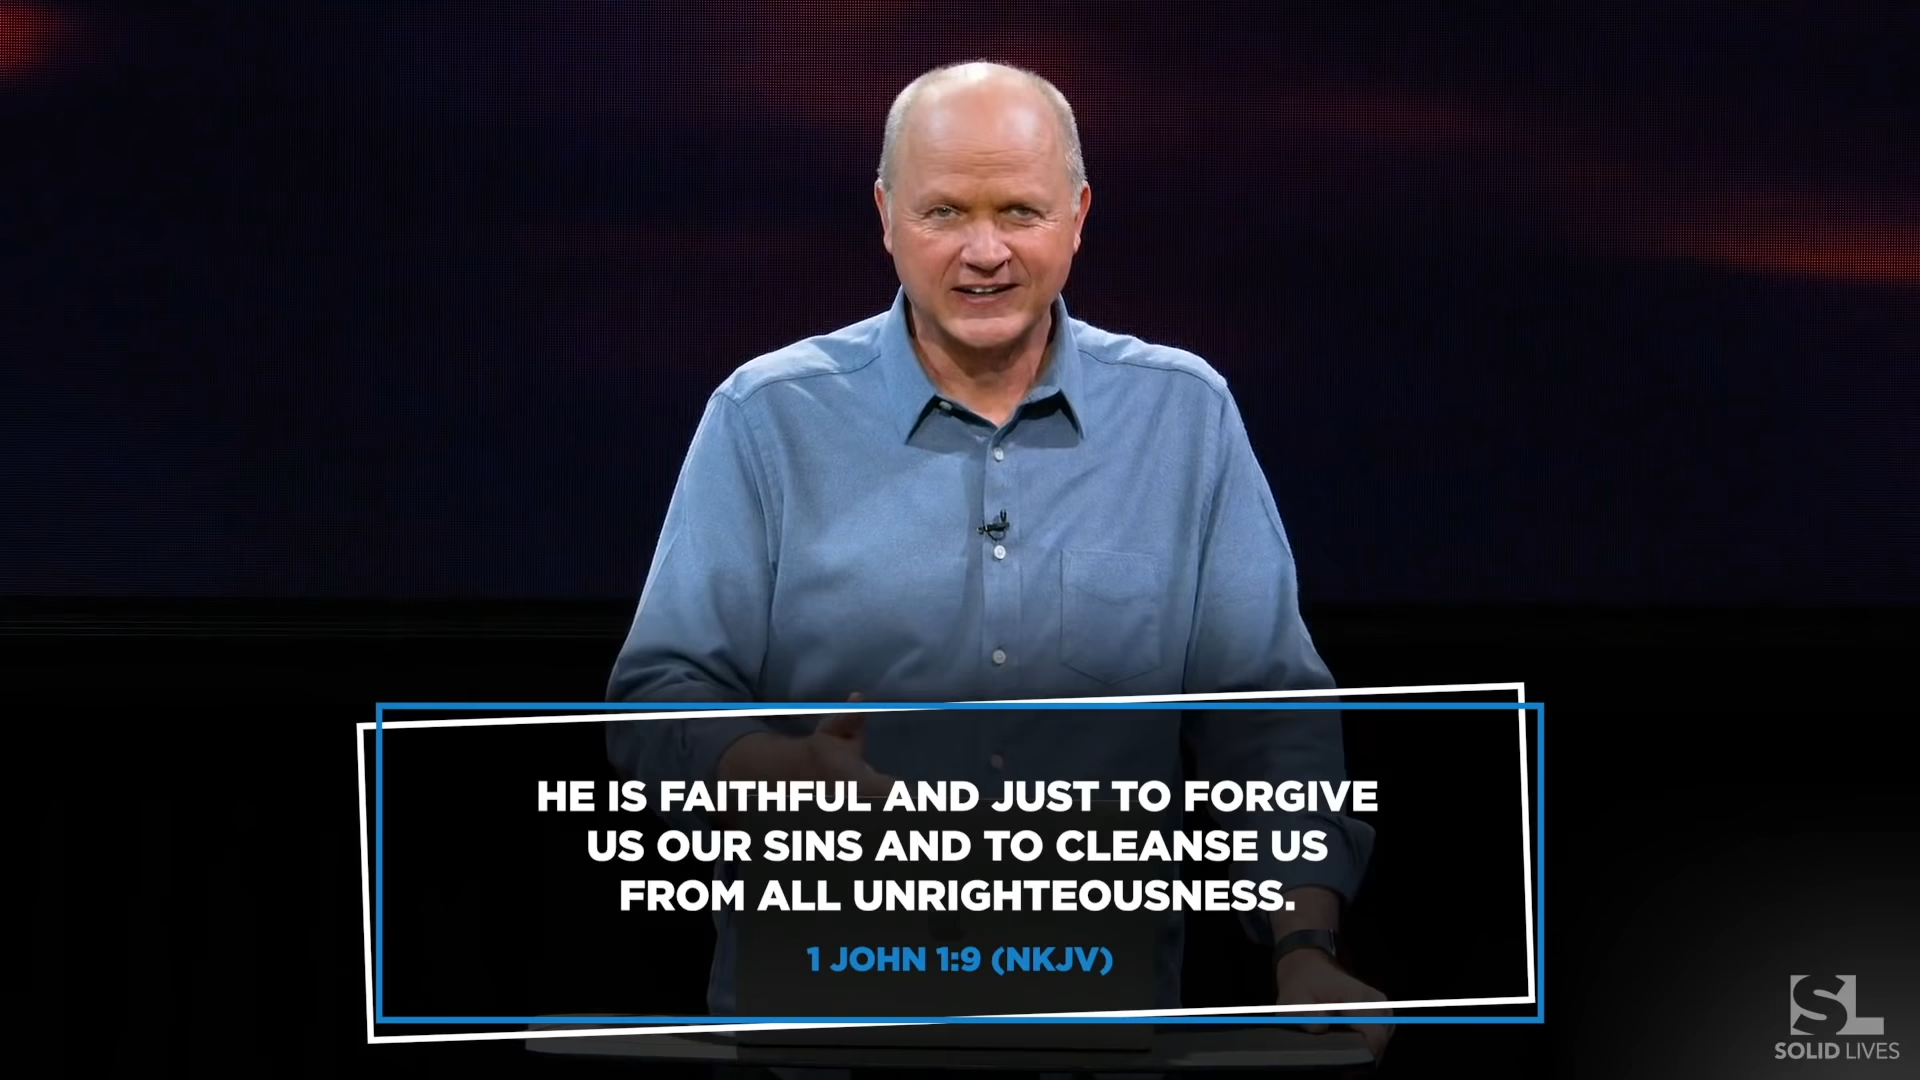 HE IS FAITHFUL AND JUST TO FORGIVE
US OUR SINS AND TO CLEANSE US
FROM ALL UNRIGHTEOUSNESS.
1 JOHN 1:9 (NKJV)
SL
SOLID LIVES